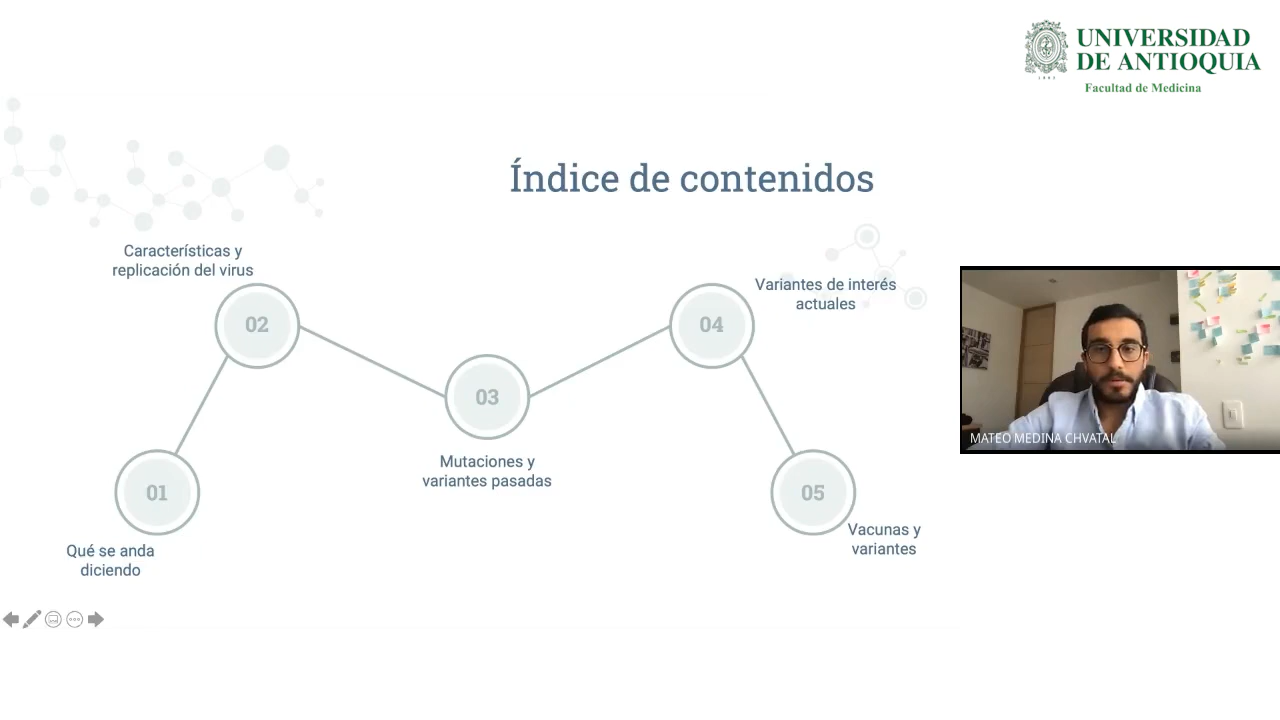 UNIVERSIDAD
DE ANTIOQUIA
1803
Facultad de Medicina
Índice de contenidos
Características y
replicación del virus
02
Variantes de interés
actuales
04
03
Mutaciones y
variantes pasadas
01
Qué se anda
diciendo
05
Vacunas y
variantes
MATEO MEDINA CHVATAL